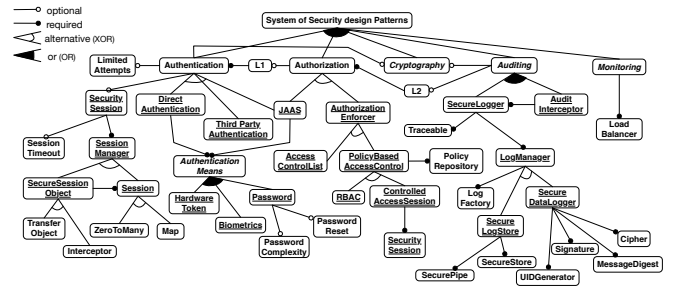 optional
required
alternative (XOR)
or (OR)
System of Security design Patterns
Limited
Attempts
Authentication
L1
Authorization
Cryptography
Auditing
Monitoring
L2
Security
Session
Direct
Authentication
Third Party
Authentication
JAAS
Authorization
Enforcer
SecureLogger
Audit
Interceptor
Traceable
Load
Balancer
Session
Timeout
Session
Manager
Authentication
Means
Access
ControlList
PolicyBased
AccessControl
Policy
Repository
LogManager
SecureSession
Object
Session
Hardware
Token
Biometrics
Password
RBAC
Controlled
AccessSession
Log
Factory
Secure
DataLogger
Transfer
Object
Interceptor
ZeroToMany
Map
Password
Complexity
Password
Reset
Security
Session
Secure
LogStore
SecurePipe
SecureStore
UIDGenerator
Signature
MessageDigest
Cipher